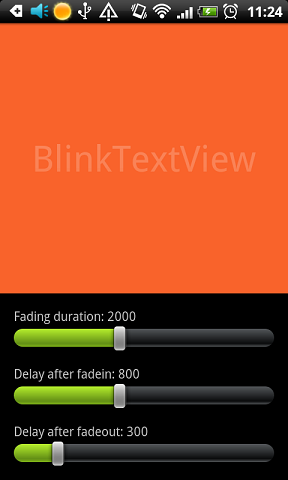 11:24
BlinkTextView
Fading duration: 2000
Delay after fadein: 800
Delay after fadeout: 300